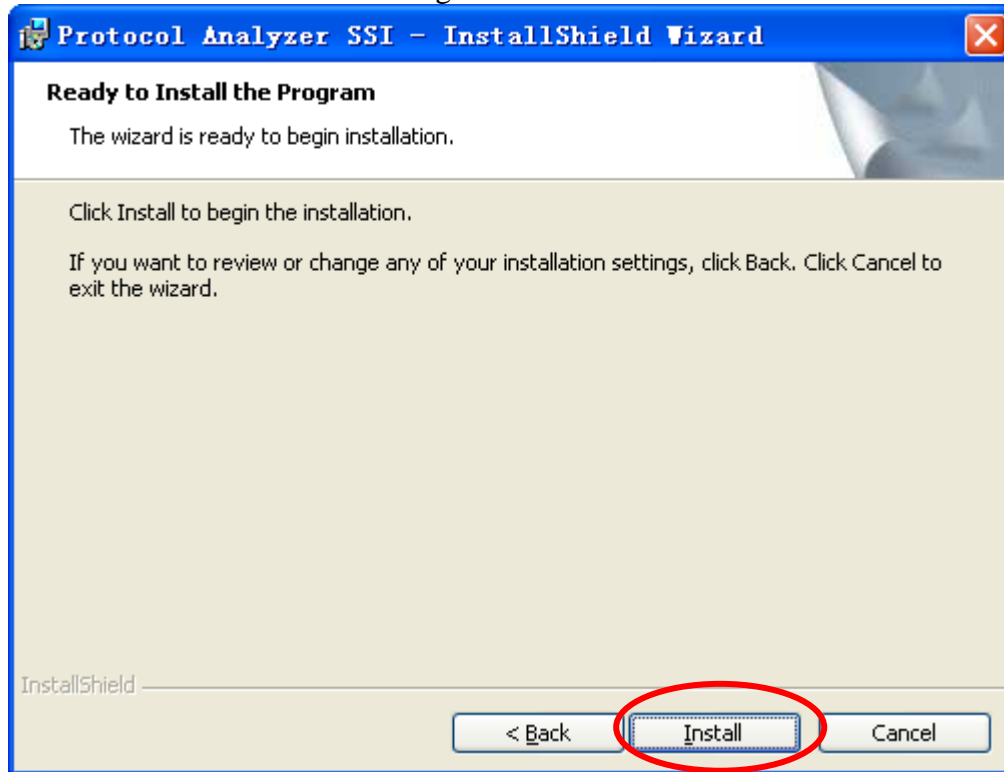 Protocol Analyzer SSI - InstallShield Wizard
Ready to Install the Program
The wizard is ready to begin installation.
Click Install to begin the installation.
If you want to review or change any of your installation settings, click Back. Click Cancel to
exit the wizard.
InstallShield
< Back Install Cancel